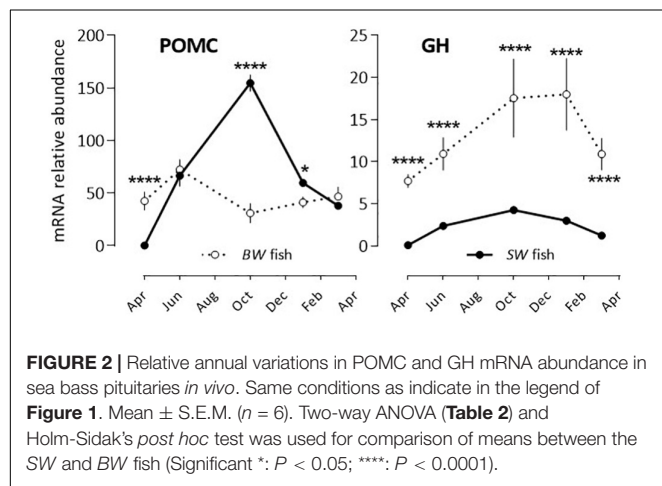 POMC
GH
mRNA relative abundance
200
150
100
50
0
25
20
15
10
5
0
****
****
*
****
****
****
****
****
BW fish
SW fish
Apr
Jun
Aug
Oct
Dec
Feb
Apr
Apr
Jun
Aug
Oct
Dec
Feb
Apr
FIGURE 2 | Relative annual variations in POMC and GH mRNA abundance in
sea bass pituitaries in vivo. Same conditions as indicate in the legend of
Figure 1. Mean ± S.E.M. (n = 6). Two-way ANOVA (Table 2) and
Holm-Sidak's post hoc test was used for comparison of means between the
SW and BW fish (Significant *: P < 0.05; ****: P < 0.0001).